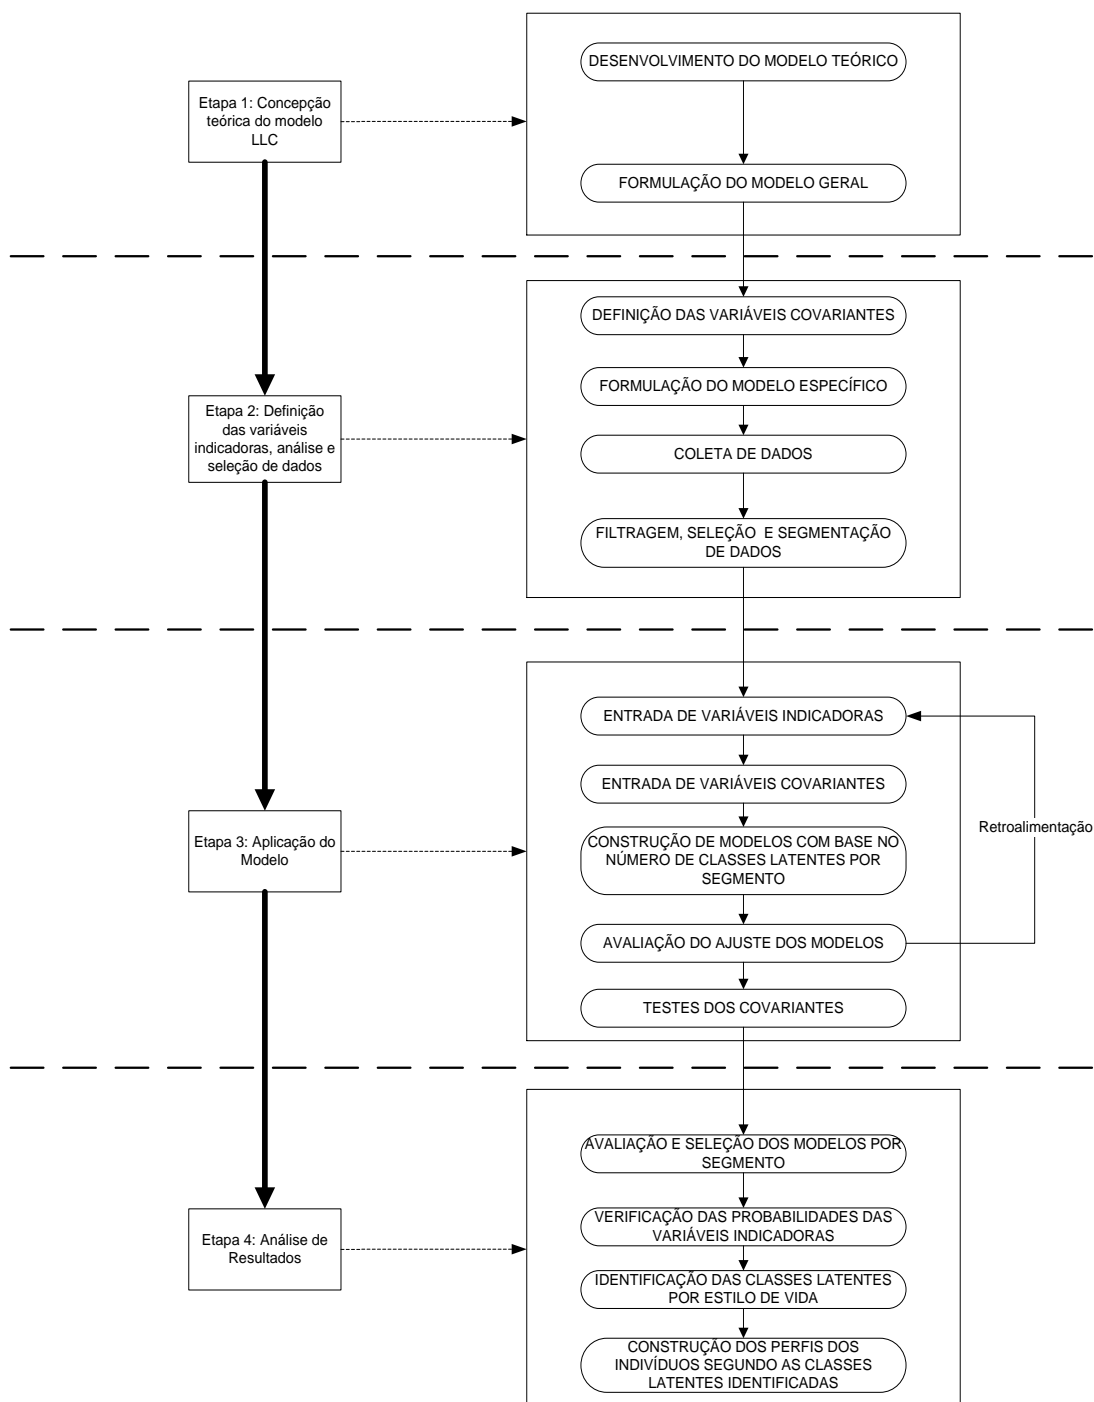 DESENVOLVIMENTO DO MODELO TEÓRICO
Etapa 1: Concepção
teórica do modelo
LLC
FORMULAÇÃO DO MODELO GERAL
DEFINIÇÃO DAS VARIÁVEIS COVARIANTES
FORMULAÇÃO DO MODELO ESPECÍFICO
Etapa 2: Definição
das variáveis
indicadoras, análise e
seleção de dados
COLETA DE DADOS
FILTRAGEM, SELEÇÃO E SEGMENTAÇÃO
DE DADOS
ENTRADA DE VARIÁVEIS INDICADORAS
ENTRADA DE VARIÁVEIS COVARIANTES
Retroalimentação
Etapa 3: Aplicação do
Modelo
CONSTRUÇÃO DE MODELOS COM BASE NO
NÚMERO DE CLASSES LATENTES POR
SEGMENTO
AVALIAÇÃO DO AJUSTE DOS MODELOS
TESTES DOS COVARIANTES
AVALIAÇÃO E SELEÇÃO DOS MODELOS POR
SEGMENTO
VERIFICAÇÃO DAS PROBABILIDADES DAS
VARIÁVEIS INDICADORAS
Etapa 4: Análise de
Resultados
IDENTIFICAÇÃO DAS CLASSES LATENTES
POR ESTILO DE VIDA
CONSTRUÇÃO DOS PERFIS DOS
INDIVÍDUOS SEGUNDO AS CLASSES
LATENTES IDENTIFICADAS